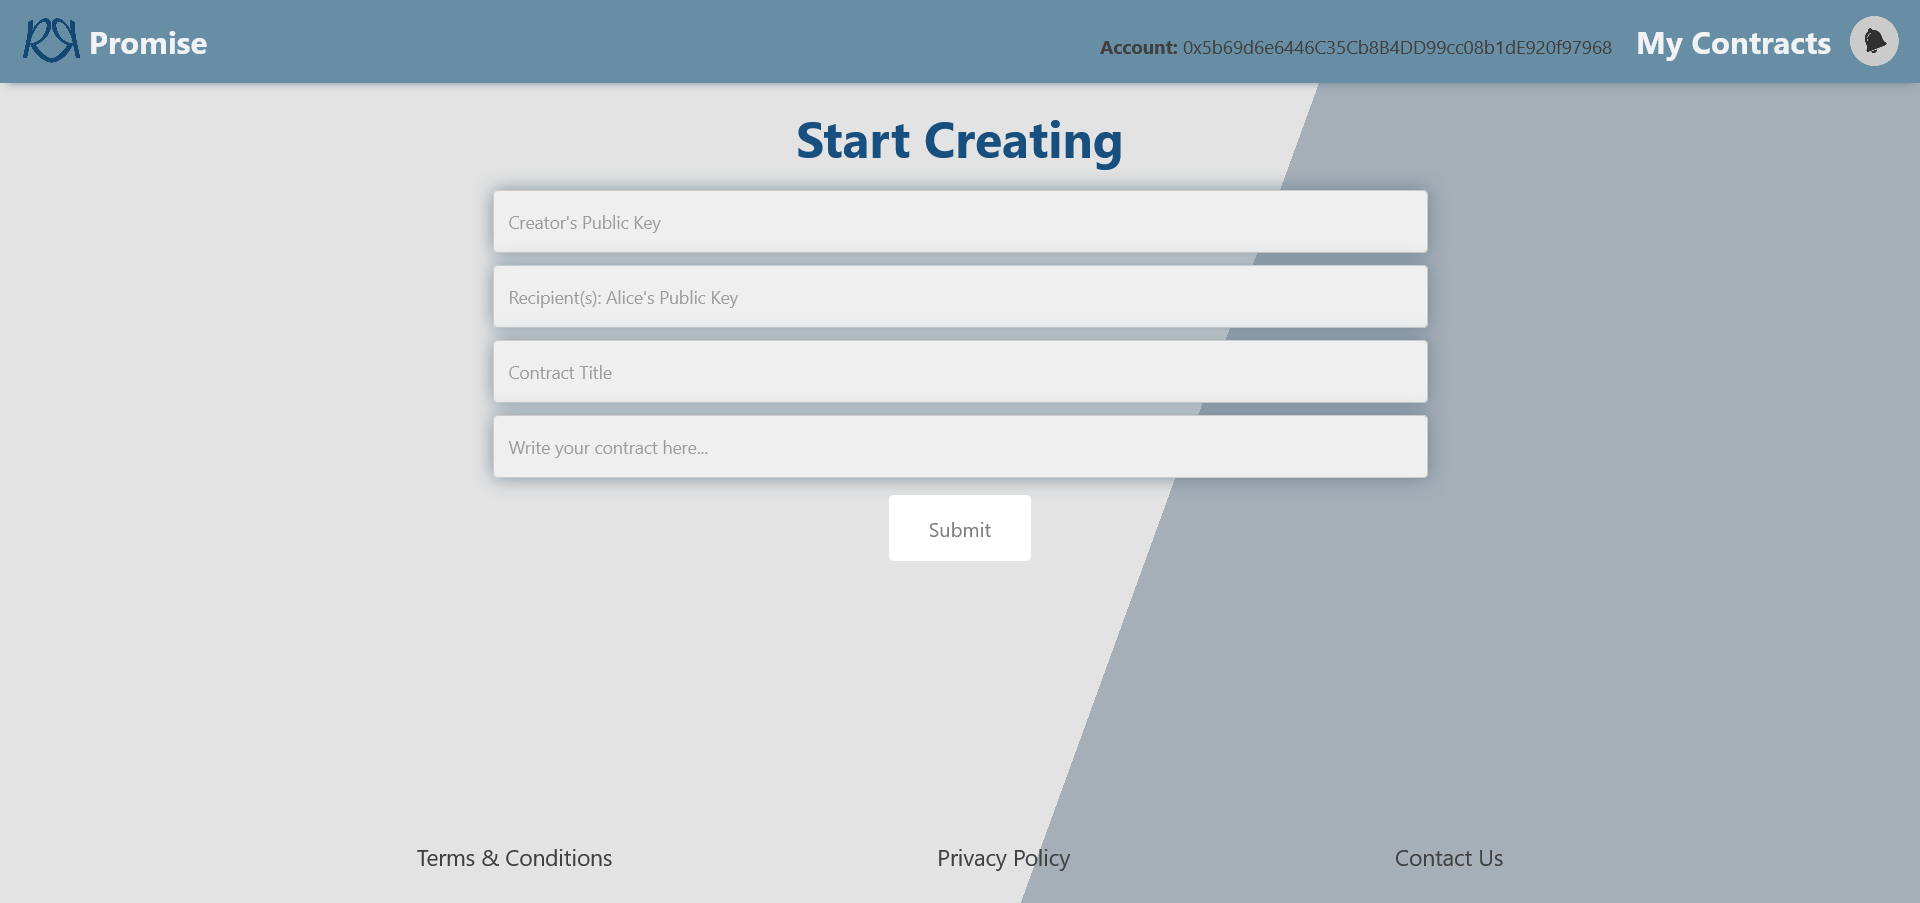 Promise
Account: 0x5b69d6e6446C35Cb8B4DD99cc08b1dE920f97968
My Contracts
Start Creating
Creator's Public Key
Recipient(s): Alice's Public Key
Contract Title
Write your contract here...
Submit
Terms & Conditions
Privacy Policy
Contact Us